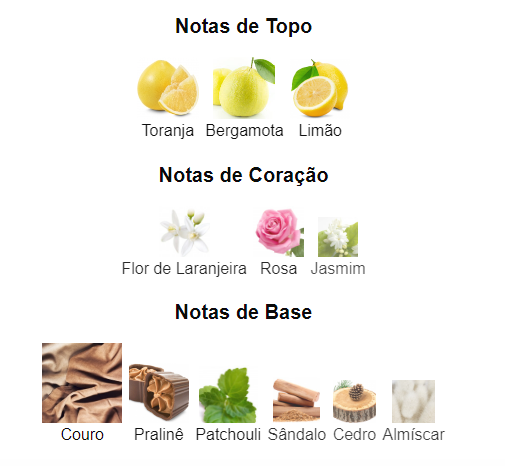 Notas de Topo
Toranja Bergamota Limão
Notas de Coração
Flor de Laranjeira Rosa Jasmim
Notas de Base
Couro Pralinê Patchouli Sândalo Cedro Almíscar